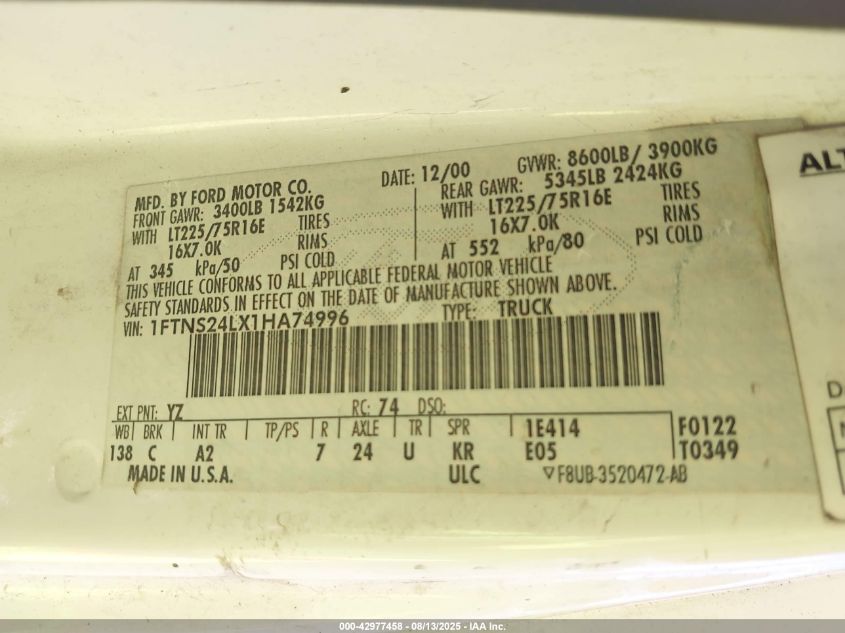 MFD. BY FORD MOTOR CO. DATE: 12/00 GVWR: 8600LB/ 3900KG
FRONT GAWR: 3400LB 1542KG REAR GAWR: 5345LB 2424KG
WITH LT225/75R16E TIRES WITH LT225/75R16E TIRES
16X7.0K RIMS 16X7.0K RIMS
AT 345 kPa/50 PSI COLD AT 552 kPa/80 PSI COLD
THIS VEHICLE CONFORMS TO ALL APPLICABLE FEDERAL MOTOR VEHICLE
SAFETY STANDARDS IN EFFECT ON THE DATE OF MANUFACTURE SHOWN ABOVE.
VIN: 1FTNS24LX1HA74996 TYPE: TRUCK
EXT PNT: YZ RC: 74 DSO:
WB BRK INT TR TP/PS R AXLE TR SPR 1E414 F0122
138 C A2 7 24 U KR E05 T0349
MADE IN U.S.A. ULC F8UB-3520472-AB
ALT
D
000-42977458 - 08/13/2025 - IAA Inc.